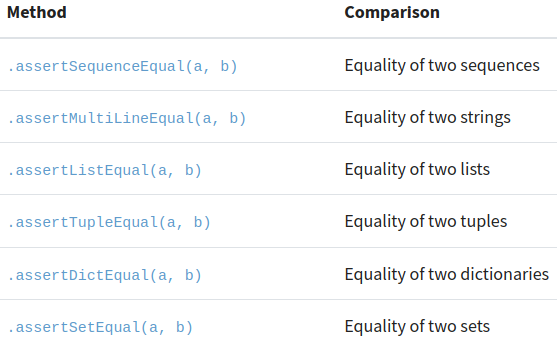 Method Comparison
.assertSequenceEqual(a, b) Equality of two sequences
.assertMultiLineEqual(a, b) Equality of two strings
.assertListEqual(a, b) Equality of two lists
.assertTupleEqual(a, b) Equality of two tuples
.assertDictEqual(a, b) Equality of two dictionaries
.assertSetEqual(a, b) Equality of two sets